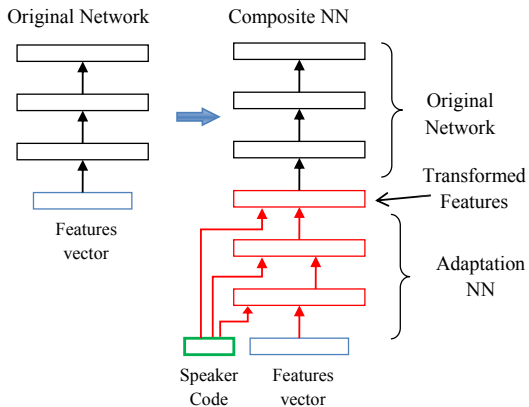 Original Network
Composite NN
Original
Network
Transformed
Features
Features
vector
Adaptation
NN
Speaker
Code
Features
vector